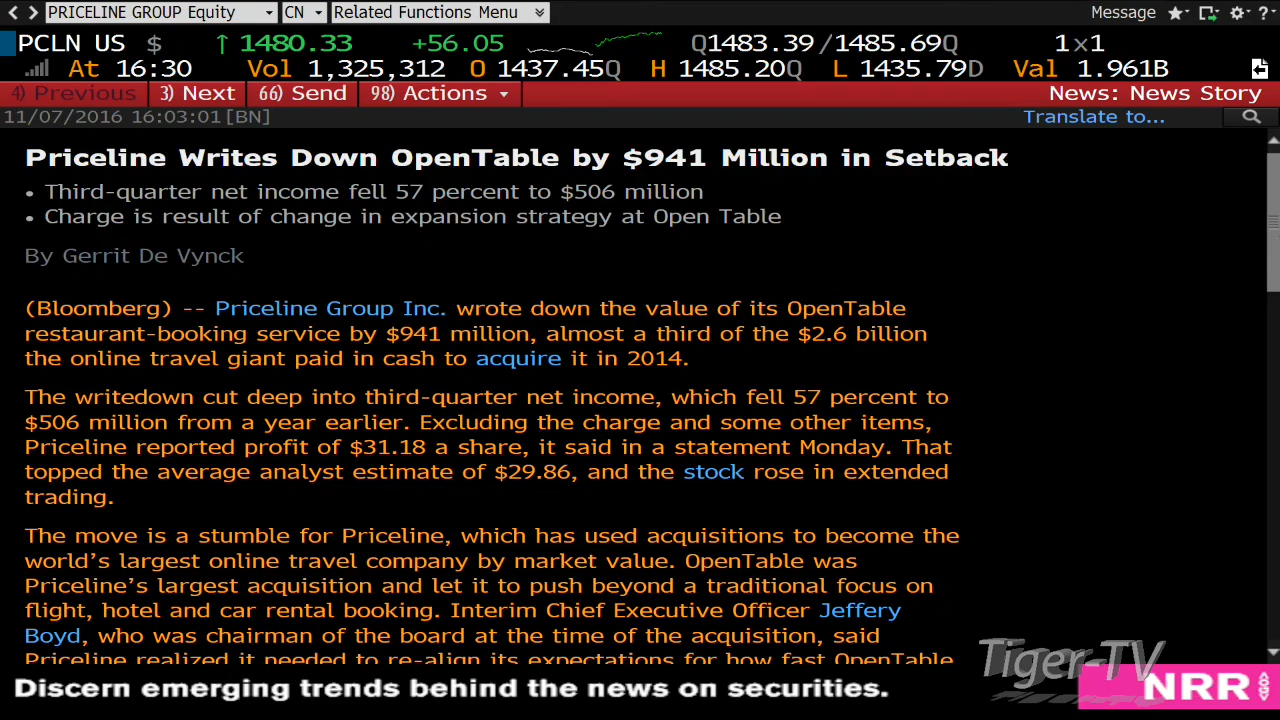 PRICELINE GROUP Equity CN Related Functions Menu Message ?
PCLN US $ ↑ 1480.33 +56.05 Q1483.39/1485.69Q 1×1
At 16:30 Vol 1,325,312 O 1437.45Q H 1485.20Q L 1435.79D Val 1.961B
4) Previous 3) Next 66) Send 98) Actions News: News Story
11/07/2016 16:03:01[BN] Translate to...
Priceline Writes Down OpenTable by $941 Million in Setback
• Third-quarter net income fell 57 percent to $506 million
• Charge is result of change in expansion strategy at Open Table
By Gerrit De Vynck
(Bloomberg) -- Priceline Group Inc. wrote down the value of its OpenTable
restaurant-booking service by $941 million, almost a third of the $2.6 billion
the online travel giant paid in cash to acquire it in 2014.
The writedown cut deep into third-quarter net income, which fell 57 percent to
$506 million from a year earlier. Excluding the charge and some other items,
Priceline reported profit of $31.18 a share, it said in a statement Monday. That
topped the average analyst estimate of $29.86, and the stock rose in extended
trading.
The move is a stumble for Priceline, which has used acquisitions to become the
world's largest online travel company by market value. OpenTable was
Priceline's largest acquisition and let it to push beyond a traditional focus on
flight, hotel and car rental booking. Interim Chief Executive Officer Jeffery
Boyd, who was chairman of the board at the time of the acquisition, said
Priceline realized it needed to re-align its expectations for how fast OpenTable
Tiger-TV
Discern emerging trends behind the news on securities. NRR